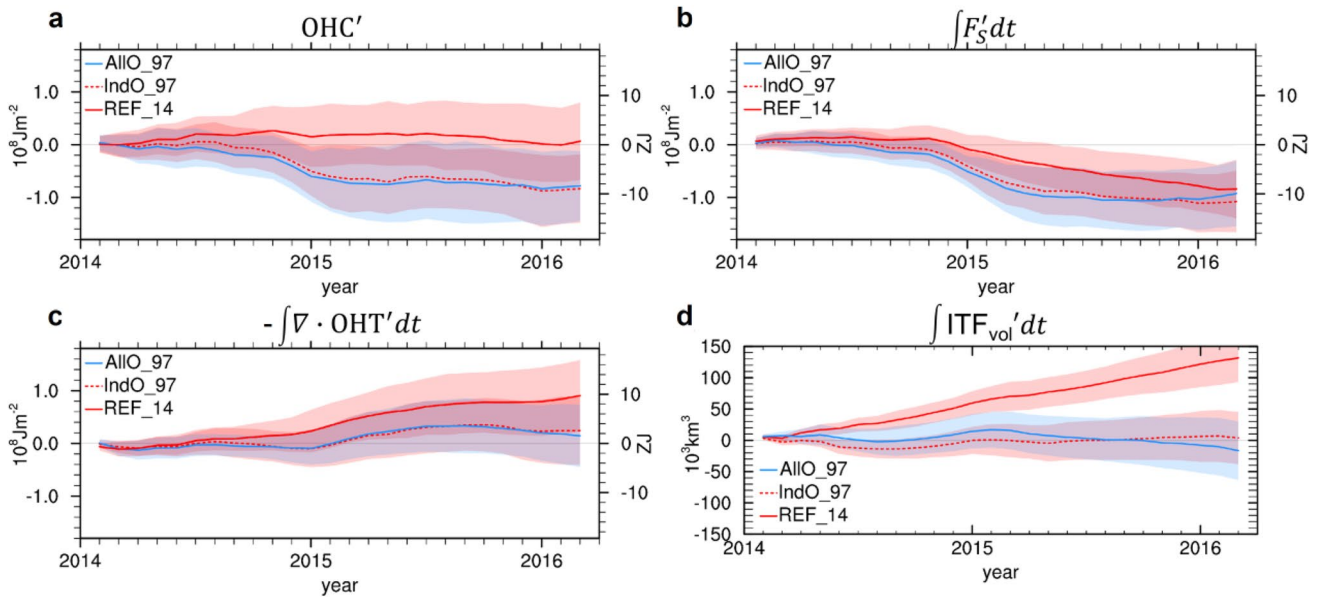 a
OHC′
AllO_97
IndO_97
REF_14
1.0
0.0
-1.0
10⁸Jm⁻²
10
0
-10
ZJ
2014
2015
2016
year
b
∫F′ₛdt
AllO_97
IndO_97
REF_14
1.0
0.0
-1.0
10⁸Jm⁻²
10
0
-10
ZJ
2014
2015
2016
year
c
-∫∇ · OHT′dt
AllO_97
IndO_97
REF_14
1.0
0.0
-1.0
10⁸Jm⁻²
10
0
-10
ZJ
2014
2015
2016
year
d
∫ITFᵥₒₗ′dt
150
100
50
0
-50
-100
-150
10³km³
AllO_97
IndO_97
REF_14
2014
2015
2016
year